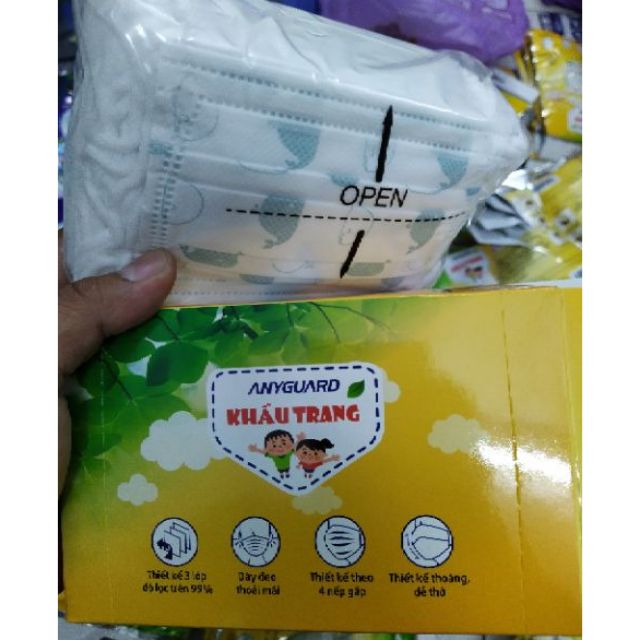 OPEN
ANYGUARD
KHẨU TRANG
Thiết kế 3 lớp
độ lọc trên 99%
Dây đeo
thoải mái
Thiết kế theo
4 nếp gấp
Thiết kế thoáng,
dễ thở